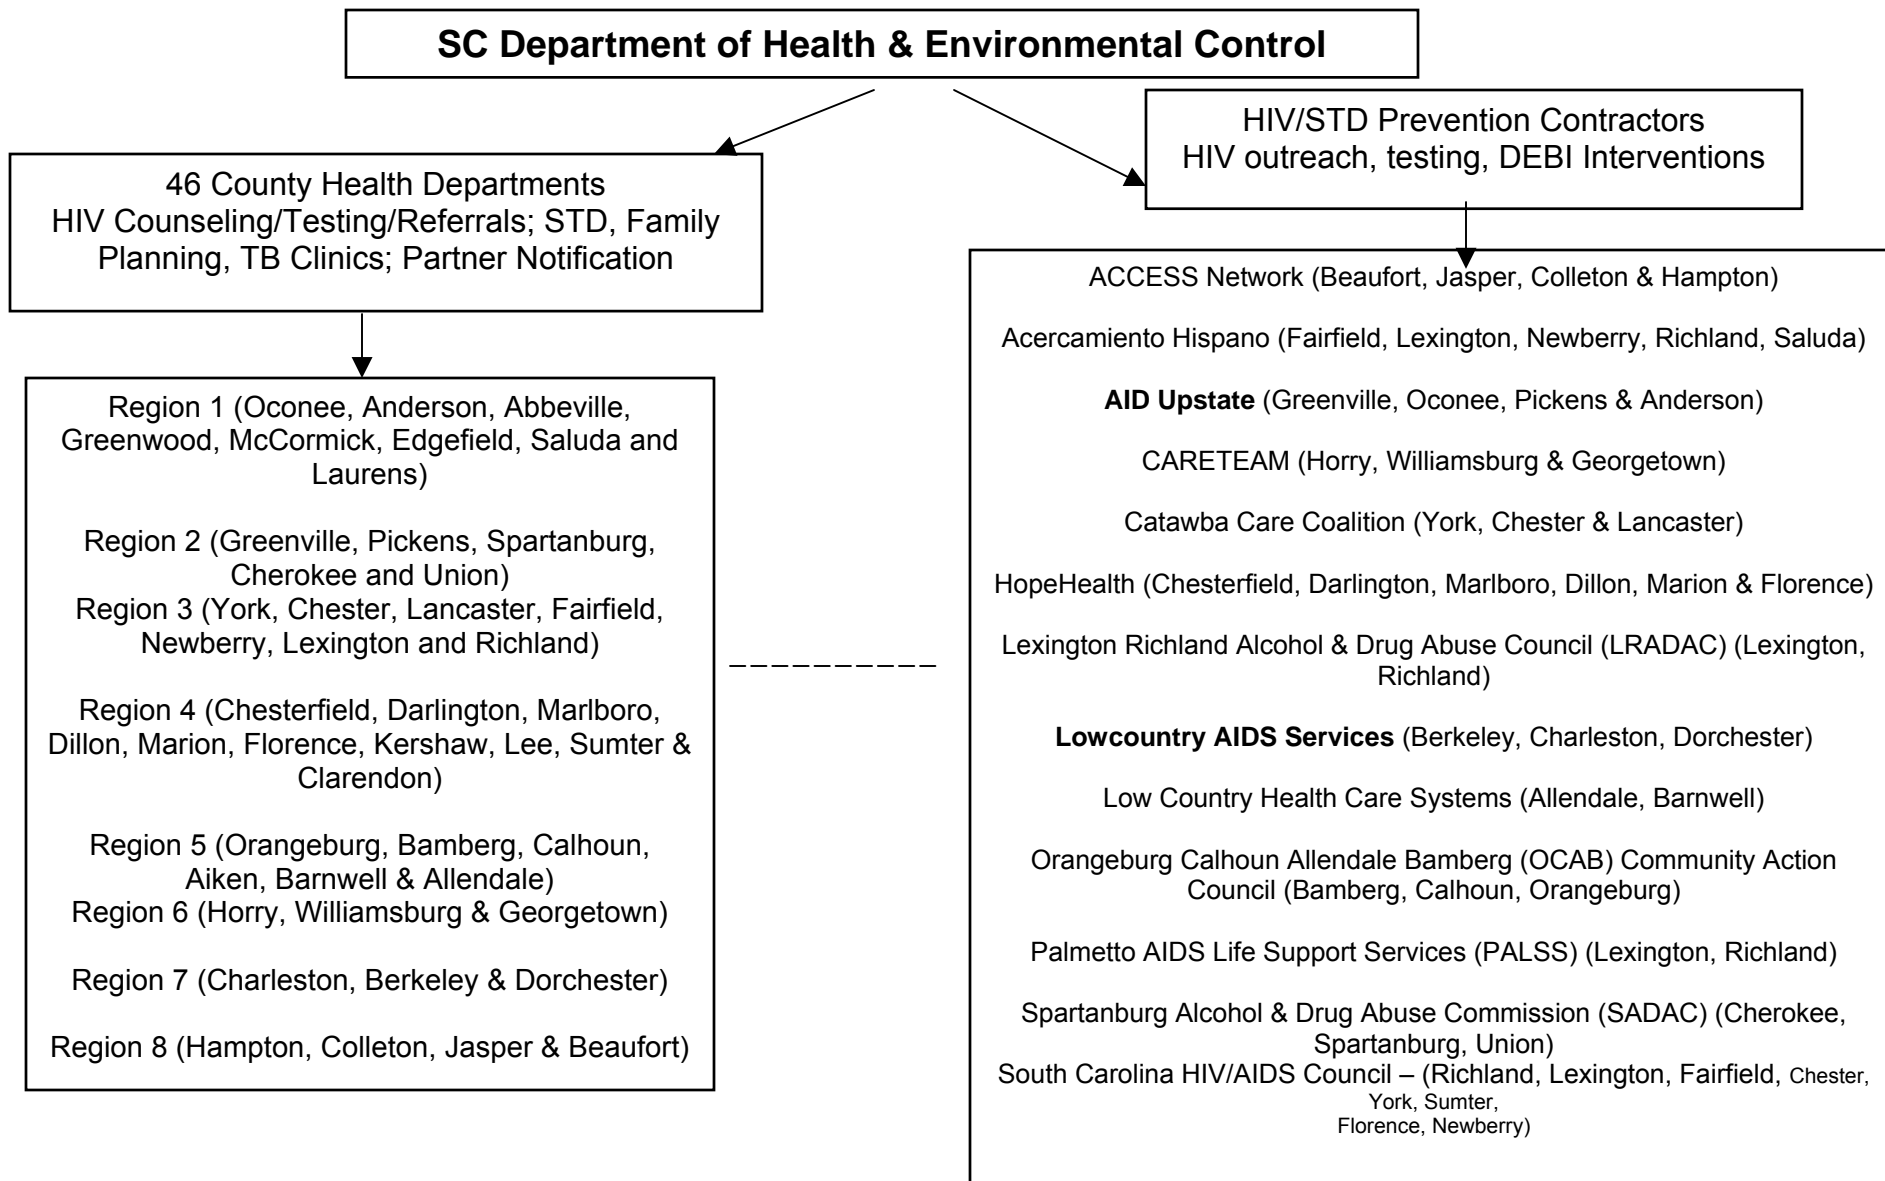 SC Department of Health & Environmental Control
46 County Health Departments
HIV Counseling/Testing/Referrals; STD, Family
Planning, TB Clinics; Partner Notification
Region 1 (Oconee, Anderson, Abbeville,
Greenwood, McCormick, Edgefield, Saluda and
Laurens)
Region 2 (Greenville, Pickens, Spartanburg,
Cherokee and Union)
Region 3 (York, Chester, Lancaster, Fairfield,
Newberry, Lexington and Richland)
Region 4 (Chesterfield, Darlington, Marlboro,
Dillon, Marion, Florence, Kershaw, Lee, Sumter &
Clarendon)
Region 5 (Orangeburg, Bamberg, Calhoun,
Aiken, Barnwell & Allendale)
Region 6 (Horry, Williamsburg & Georgetown)
Region 7 (Charleston, Berkeley & Dorchester)
Region 8 (Hampton, Colleton, Jasper & Beaufort)
HIV/STD Prevention Contractors
HIV outreach, testing, DEBI Interventions
ACCESS Network (Beaufort, Jasper, Colleton & Hampton)
Acercamiento Hispano (Fairfield, Lexington, Newberry, Richland, Saluda)
AID Upstate (Greenville, Oconee, Pickens & Anderson)
CARETEAM (Horry, Williamsburg & Georgetown)
Catawba Care Coalition (York, Chester & Lancaster)
HopeHealth (Chesterfield, Darlington, Marlboro, Dillon, Marion & Florence)
Lexington Richland Alcohol & Drug Abuse Council (LRADAC) (Lexington,
Richland)
Lowcountry AIDS Services (Berkeley, Charleston, Dorchester)
Low Country Health Care Systems (Allendale, Barnwell)
Orangeburg Calhoun Allendale Bamberg (OCAB) Community Action
Council (Bamberg, Calhoun, Orangeburg)
Palmetto AIDS Life Support Services (PALSS) (Lexington, Richland)
Spartanburg Alcohol & Drug Abuse Commission (SADAC) (Cherokee,
Spartanburg, Union)
South Carolina HIV/AIDS Council – (Richland, Lexington, Fairfield, Chester,
York, Sumter,
Florence, Newberry)